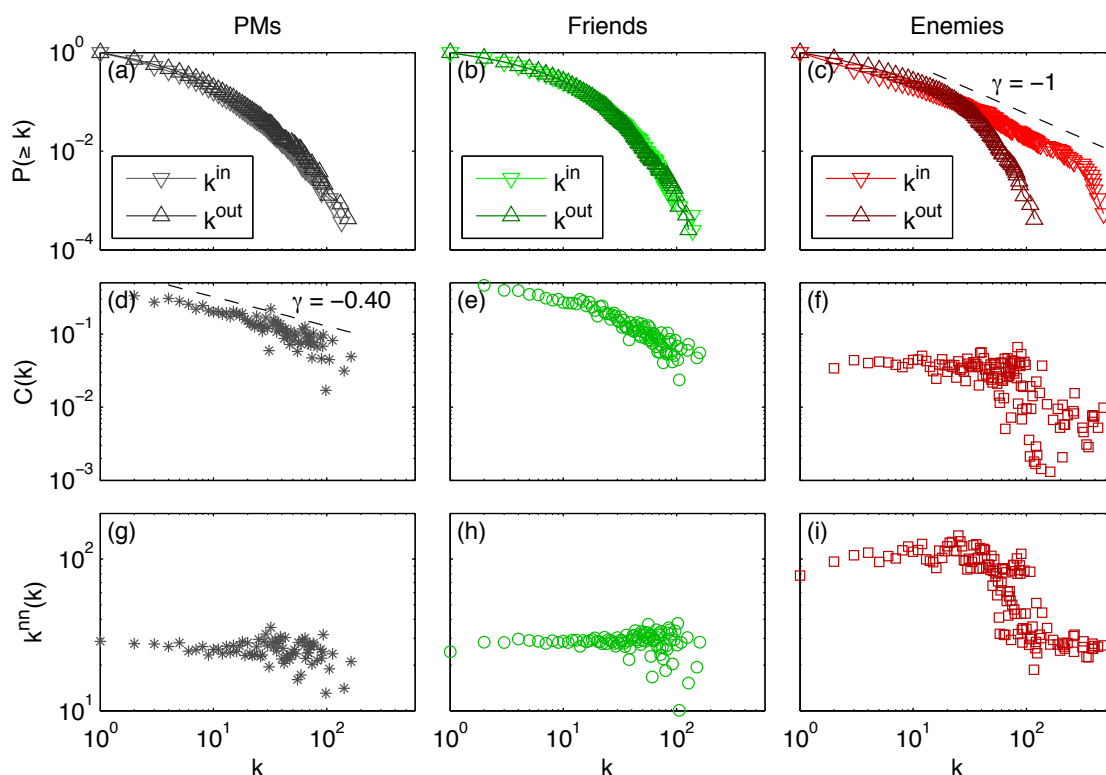 PMs Friends Enemies
10^0
10^-2
10^-4
P(≥ k)
(a)
k^in
k^out
(b)
k^in
k^out
(c)
γ = −1
k^in
k^out
10^-1
10^-2
10^-3
C(k)
(d)
γ = −0.40
(e)
(f)
10^2
10^1
k^nn(k)
(g)
(h)
(i)
10^0 10^1 10^2 10^0 10^1 10^2 10^0 10^1 10^2
k k k